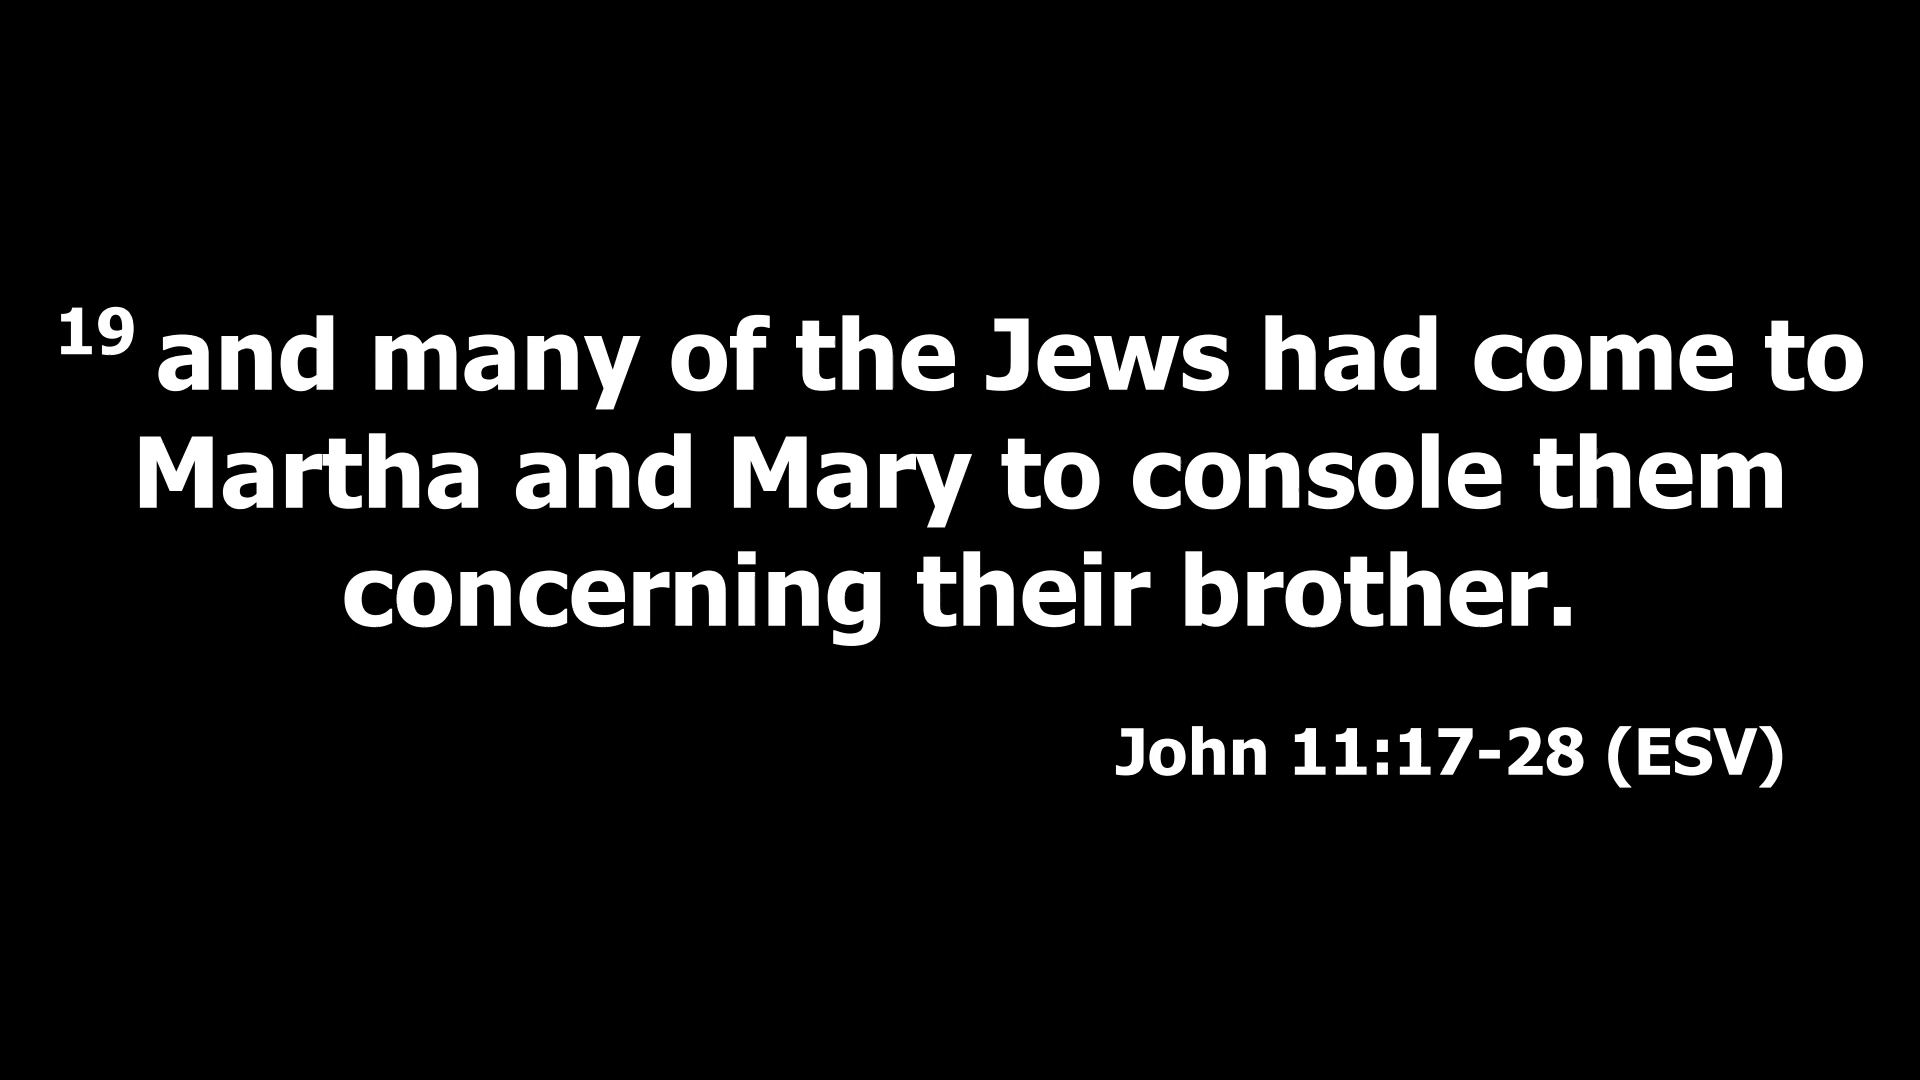 19 and many of the Jews had come to
Martha and Mary to console them
concerning their brother.
John 11:17-28 (ESV)